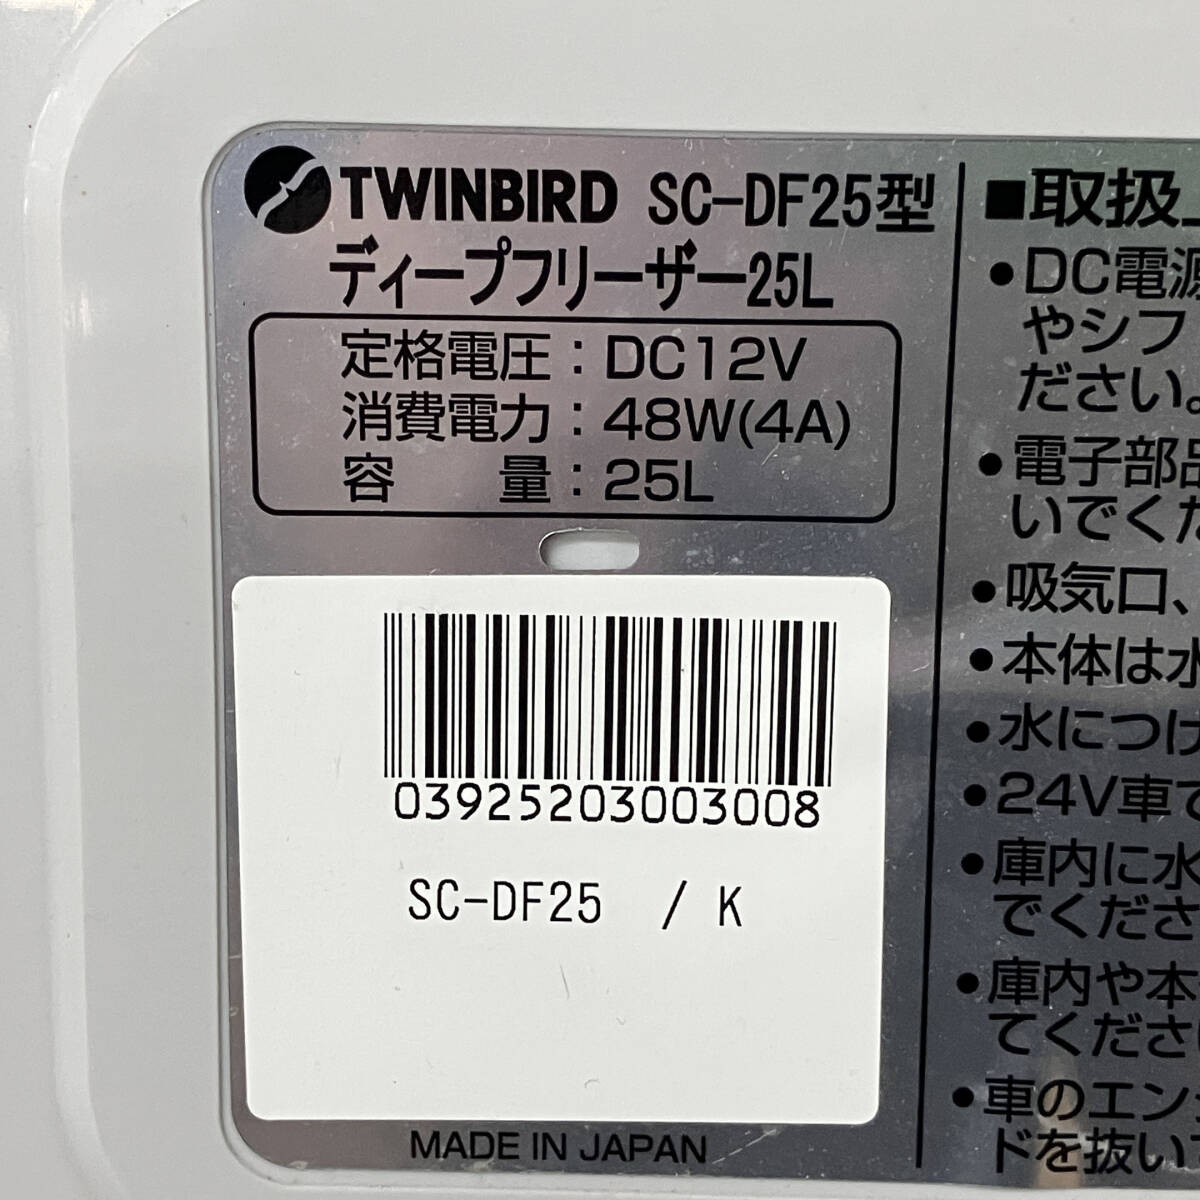 TWINBIRD SC-DF25型
ディープフリーザー25L
定格電圧：DC12V
消費電力：48W(4A)
容　　量：25L
03925203003008
SC-DF25 / K
MADE IN JAPAN
■取扱上
●DC電源
やシフ
ださい。
●電子部品
いでくだ
●吸気口、
●本体は水
●水につけ
●24V車で
●庫内に水
でくださ
●庫内や本
てください
●車のエン
ドを抜い